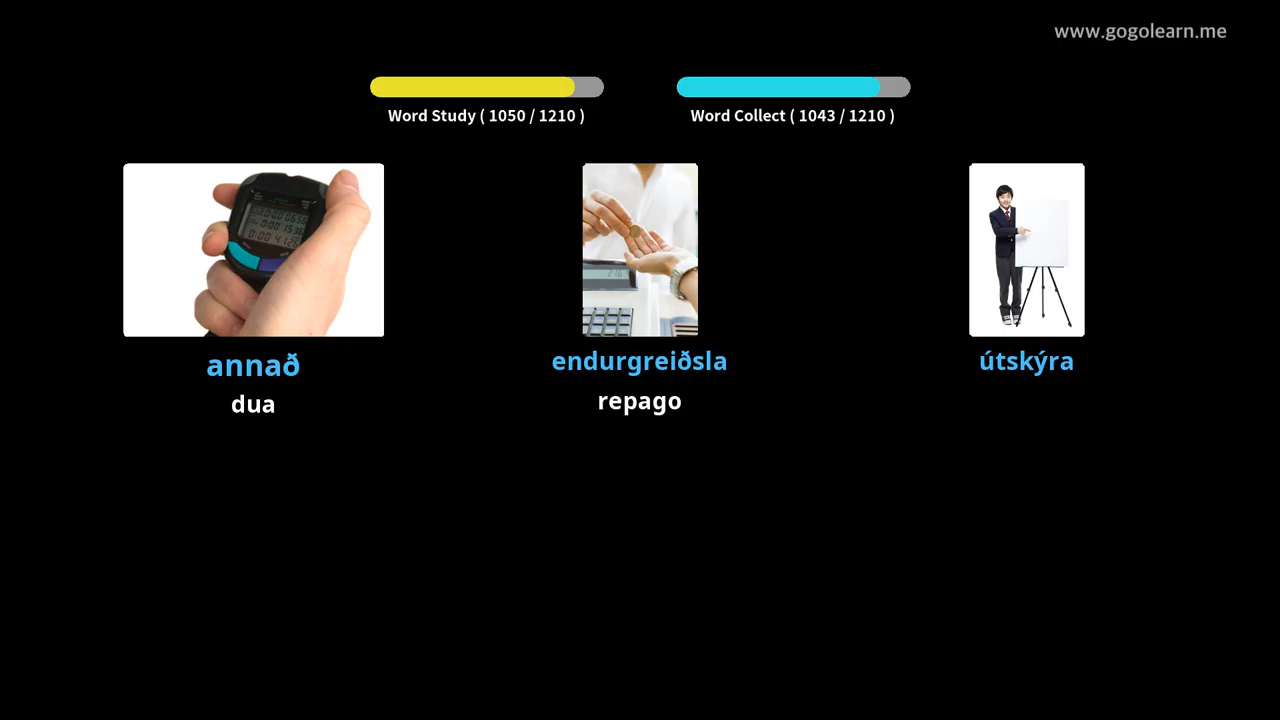 www.gogolearn.me
Word Study ( 1050 / 1210 )
Word Collect ( 1043 / 1210 )
annað
dua
endurgreiðsla
repago
útskýra